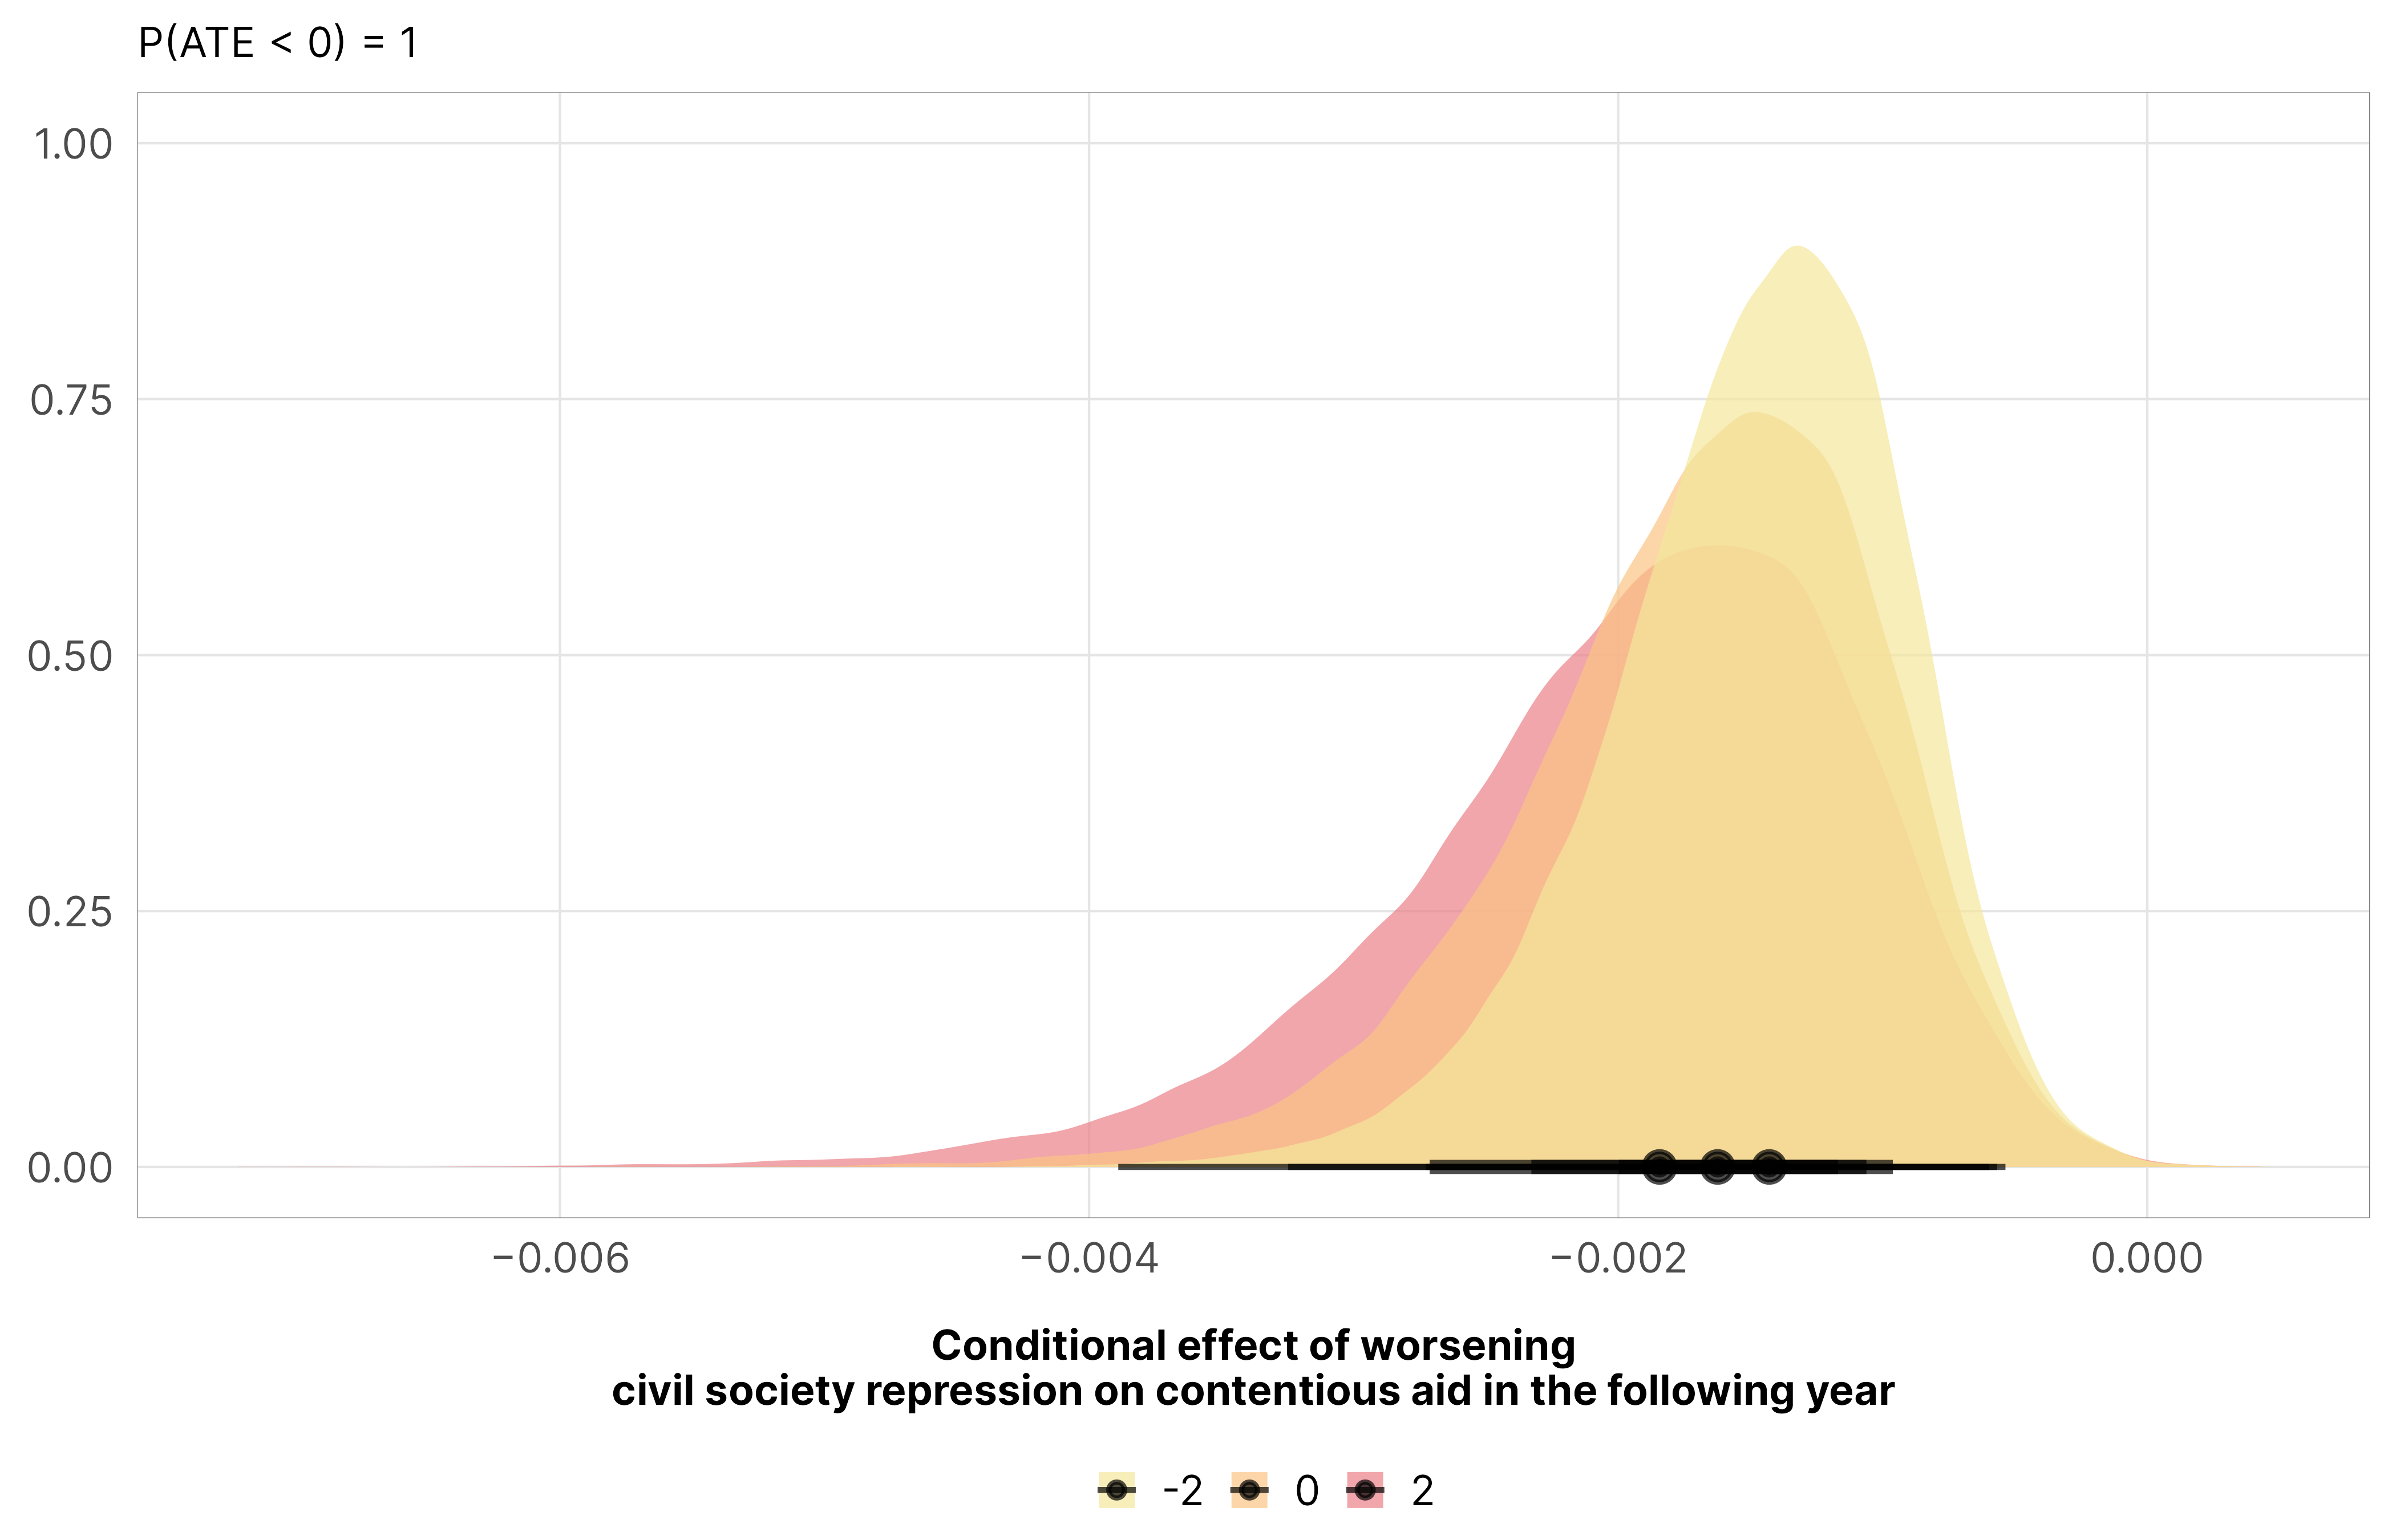 P(ATE < 0) = 1
1.00
0.75
0.50
0.25
0.00
−0.006 −0.004 −0.002 0.000
Conditional effect of worsening
civil society repression on contentious aid in the following year
-2 0 2